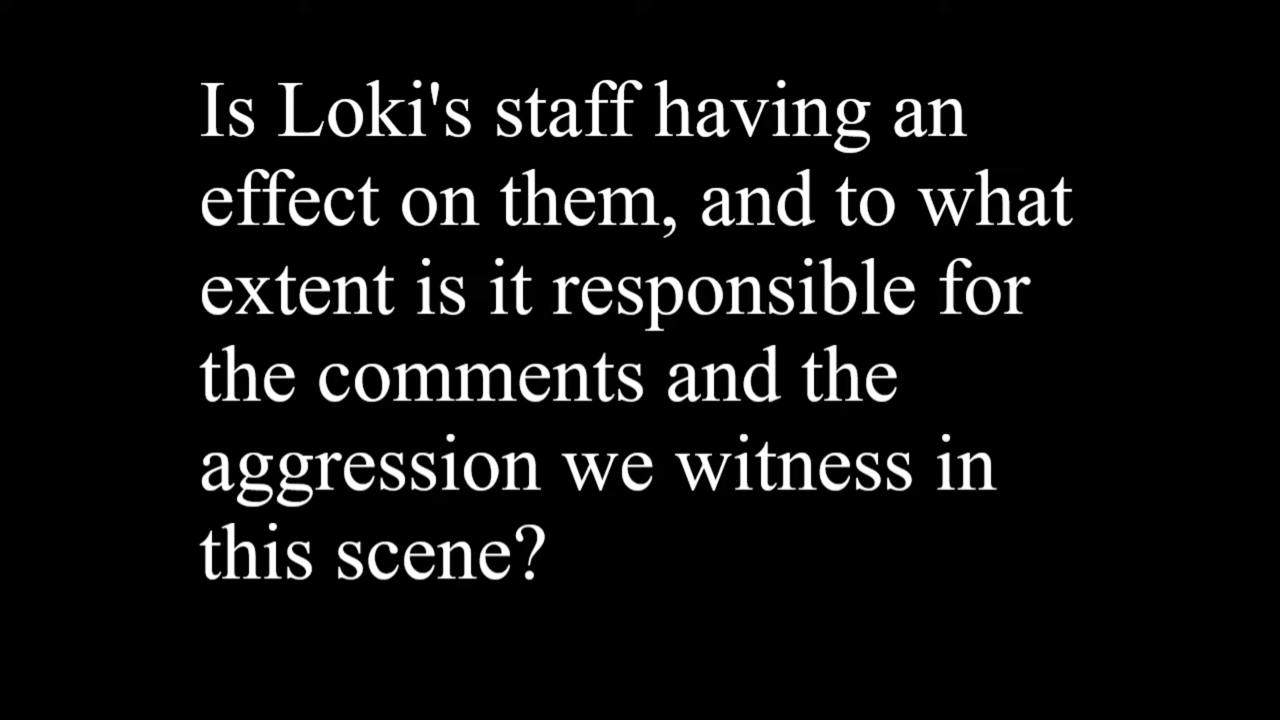 Is Loki's staff having an
effect on them, and to what
extent is it responsible for
the comments and the
aggression we witness in
this scene?